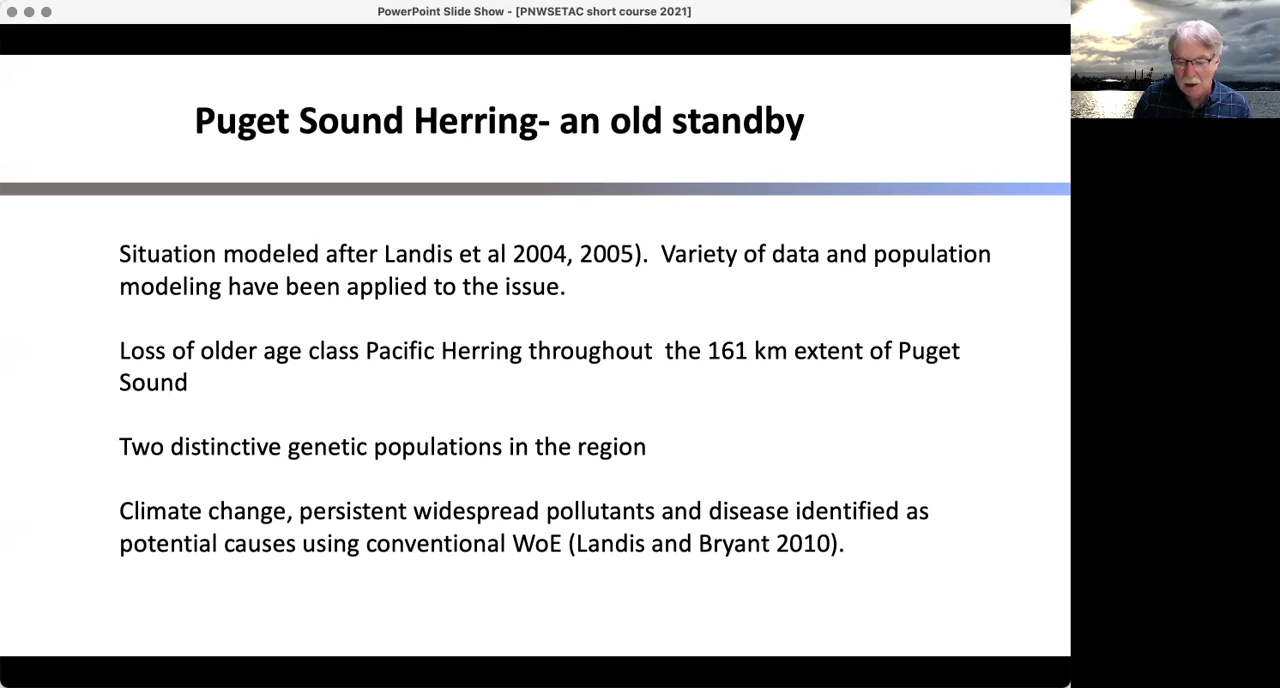 PowerPoint Slide Show - [PNWSETAC short course 2021]
Puget Sound Herring- an old standby
Situation modeled after Landis et al 2004, 2005).  Variety of data and population
modeling have been applied to the issue.
Loss of older age class Pacific Herring throughout  the 161 km extent of Puget
Sound
Two distinctive genetic populations in the region
Climate change, persistent widespread pollutants and disease identified as
potential causes using conventional WoE (Landis and Bryant 2010).